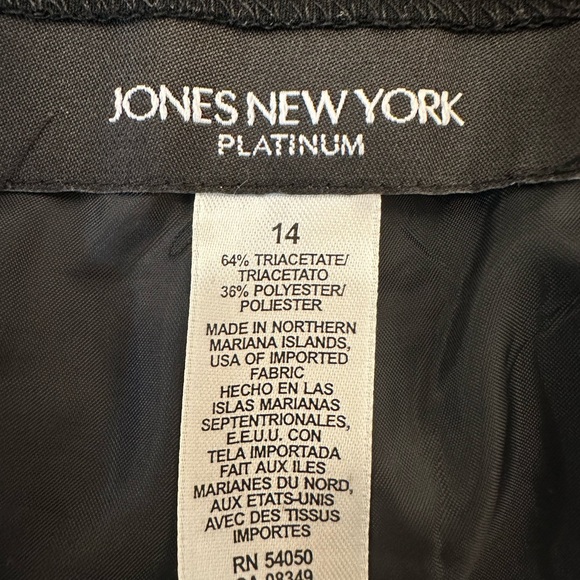 JONES NEW YORK
PLATINUM
14
64% TRIACETATE/
TRIACETATO
36% POLYESTER/
POLIESTER
MADE IN NORTHERN
MARIANA ISLANDS,
USA OF IMPORTED
FABRIC
HECHO EN LAS
ISLAS MARIANAS
SEPTENTRIONALES,
E.E.U.U. CON
TELA IMPORTADA
FAIT AUX ILES
MARIANES DU NORD,
AUX ETATS-UNIS
AVEC DES TISSUS
IMPORTES
RN 54050
CA 08349